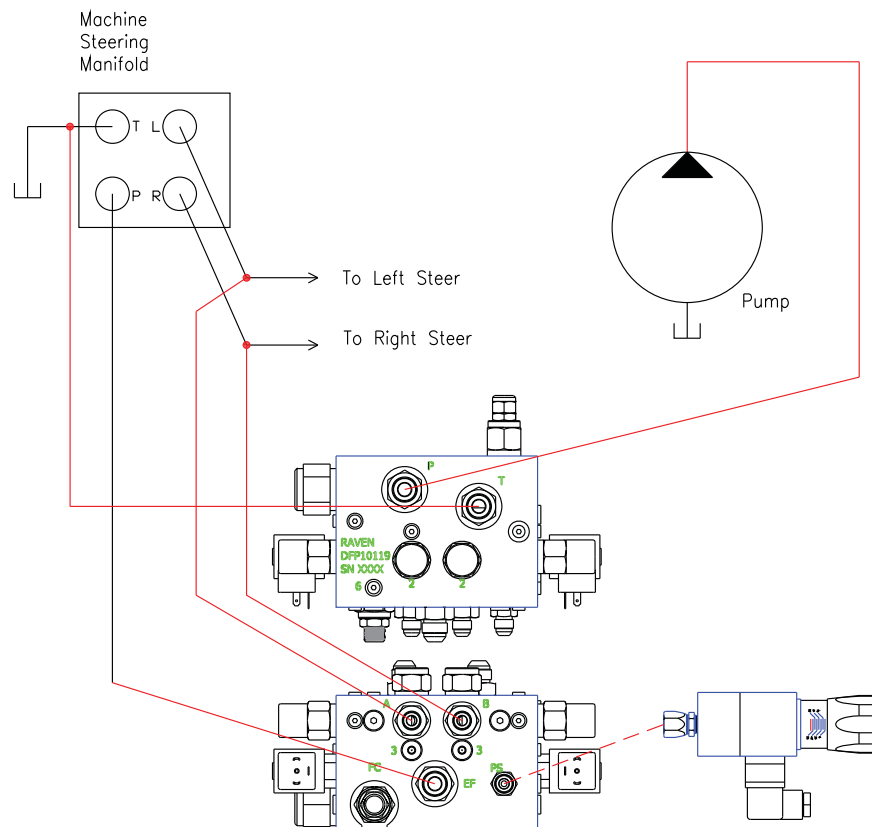 Machine
Steering
Manifold
T L
P R
To Left Steer
To Right Steer
Pump
P
T
RAVEN
DFP10119
SN XXXX
6
2 2
A B
3 3
FC
EF
PS